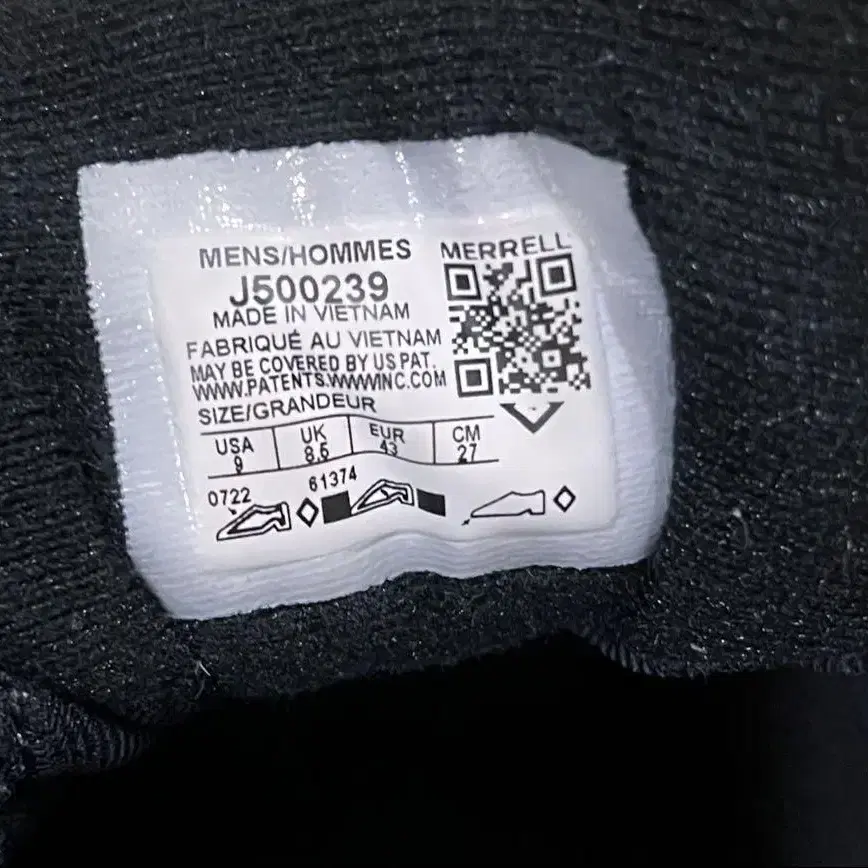 MENS/HOMMES
MERRELL
J500239
MADE IN VIETNAM
FABRIQUÉ AU VIETNAM
MAY BE COVERED BY US PAT.
WWW.PATENTS.WWWINC.COM
SIZE/GRANDEUR
USA UK EUR CM
9 8.5 43 27
0722 61374